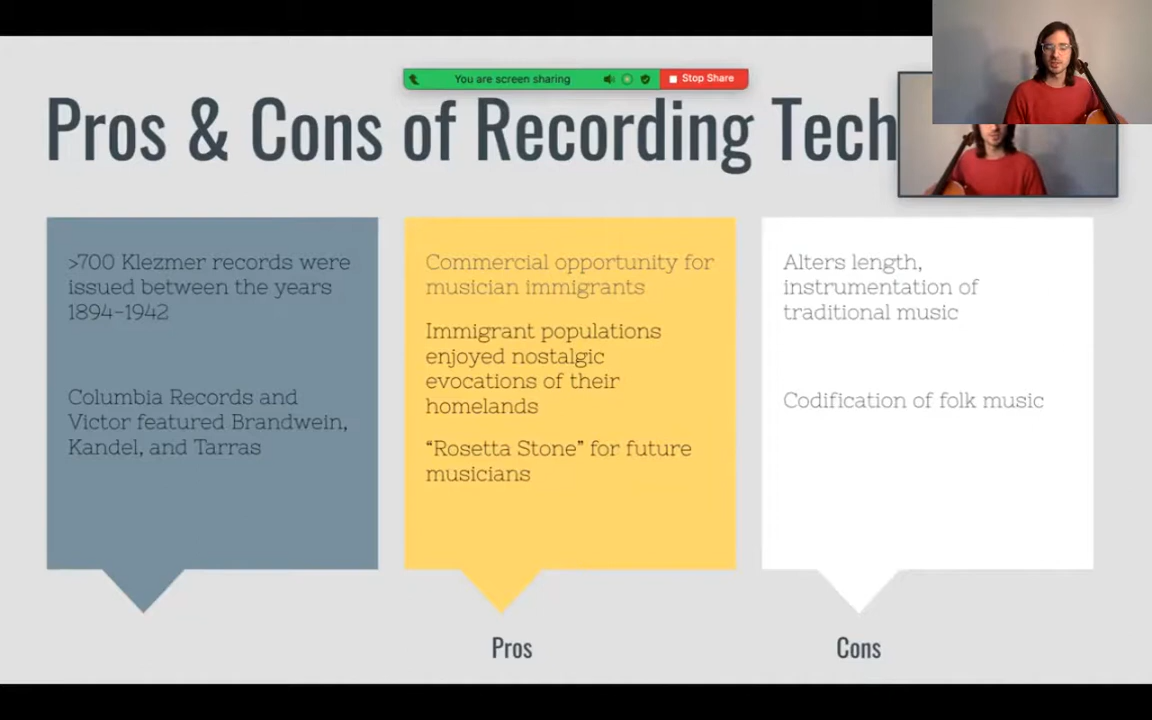 You are screen sharing
Stop Share
Pros & Cons of Recording Tech
>700 Klezmer records were
issued between the years
1894-1942
Columbia Records and
Victor featured Brandwein,
Kandel, and Tarras
Commercial opportunity for
musician immigrants
Immigrant populations
enjoyed nostalgic
evocations of their
homelands
“Rosetta Stone” for future
musicians
Alters length,
instrumentation of
traditional music
Codification of folk music
Pros
Cons